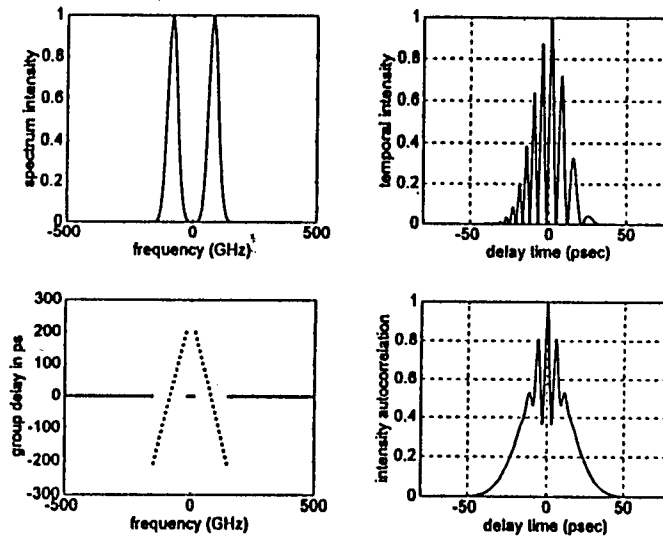 1
0.8
0.6
0.4
0.2
0
spectrum intensity
-500 0 500
frequency (GHz)
1
0.8
0.6
0.4
0.2
0
temporal intensity
-50 0 50
delay time (psec)
300
200
100
0
-100
-200
-300
group delay in ps
-500 0 500
frequency (GHz)
1
0.8
0.6
0.4
0.2
0
intensity autocorrelation
-50 0 50
delay time (psec)